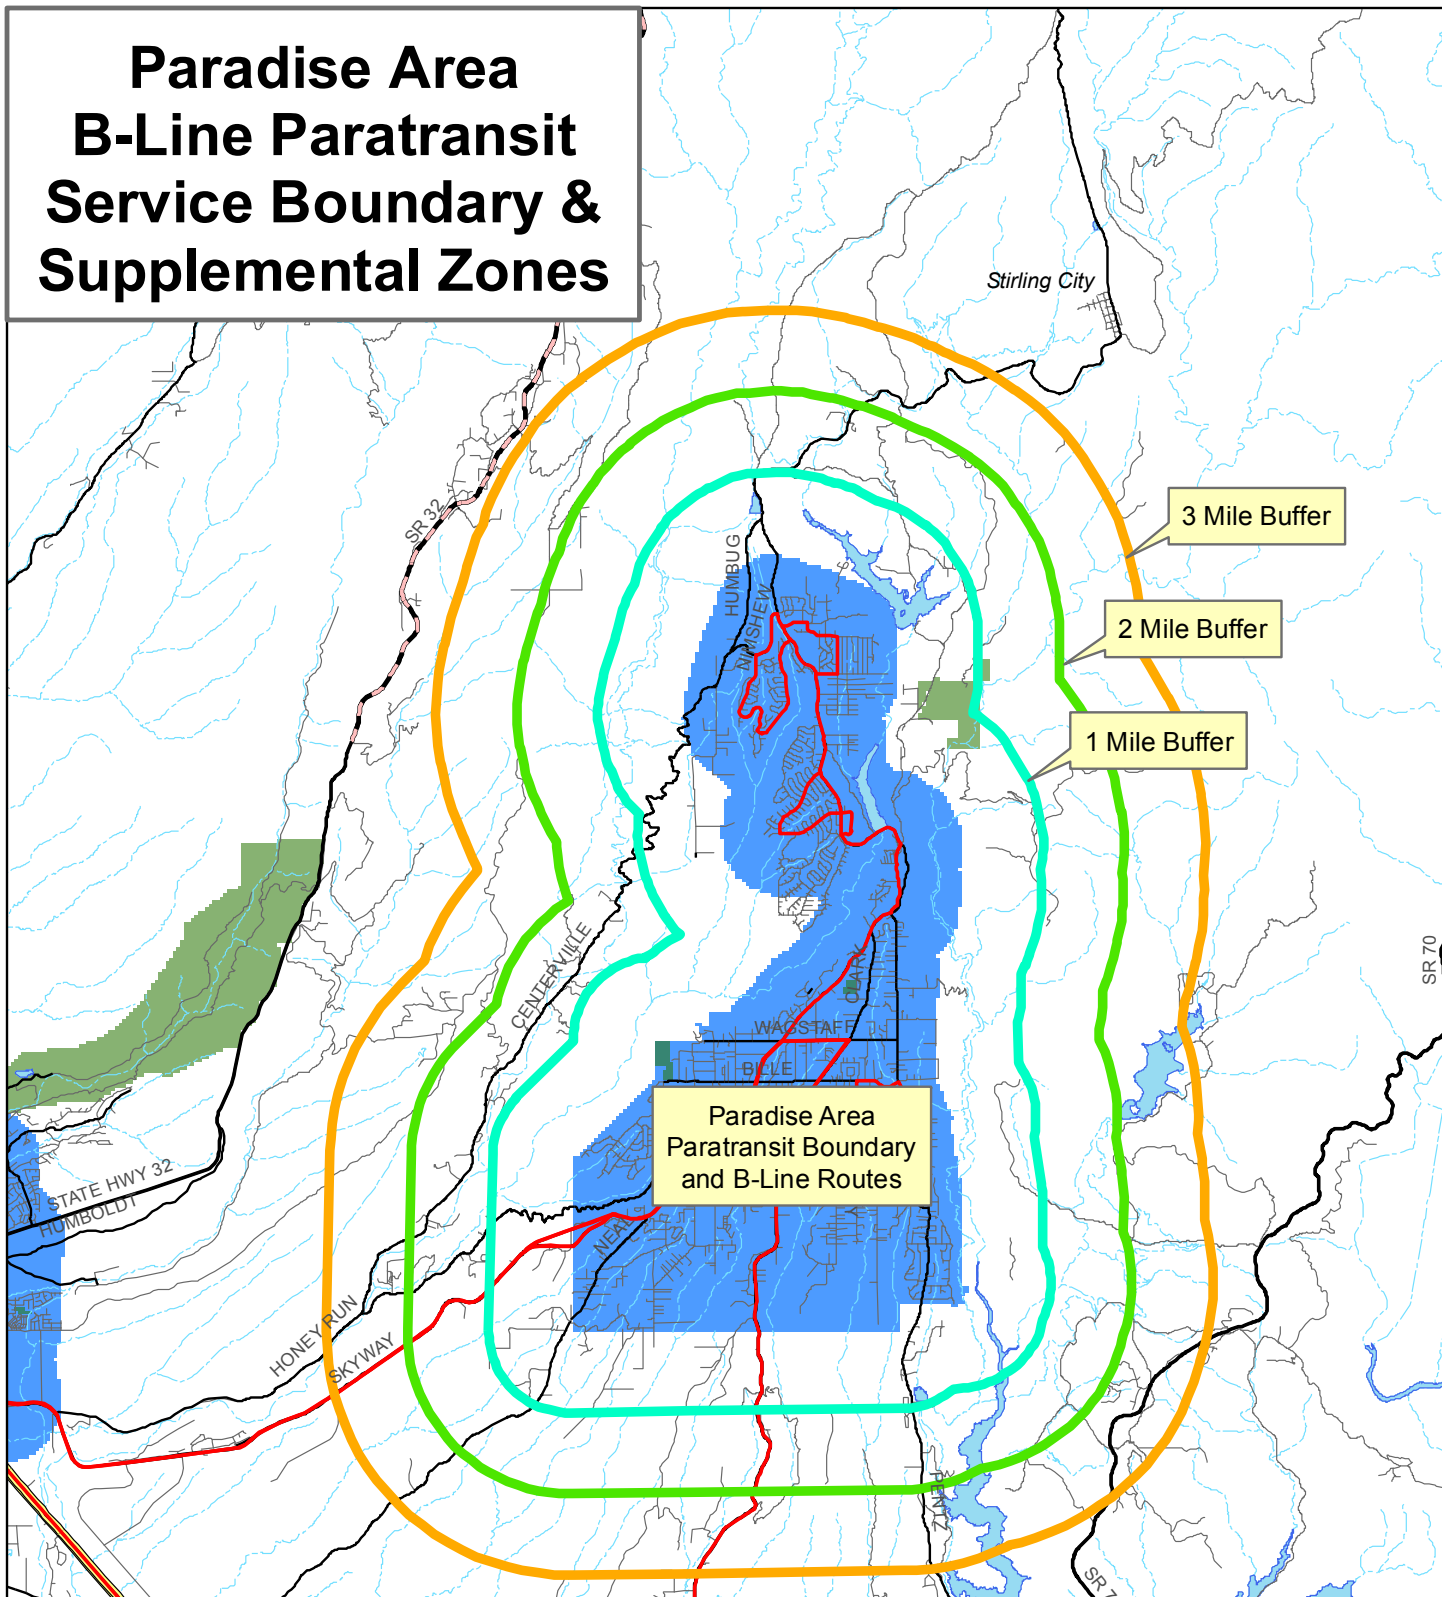 Paradise Area
B-Line Paratransit
Service Boundary &
Supplemental Zones
Stirling City
SR 32
3 Mile Buffer
HUMBUG
NIMSHEW
2 Mile Buffer
1 Mile Buffer
CENTERVILLE
CLARK
SR 70
WAGSTAFF
BILLE
Paradise Area
Paratransit Boundary
and B-Line Routes
STATE HWY 32
HUMBOLDT
NEAL
HONEY RUN
SKYWAY
PENTZ